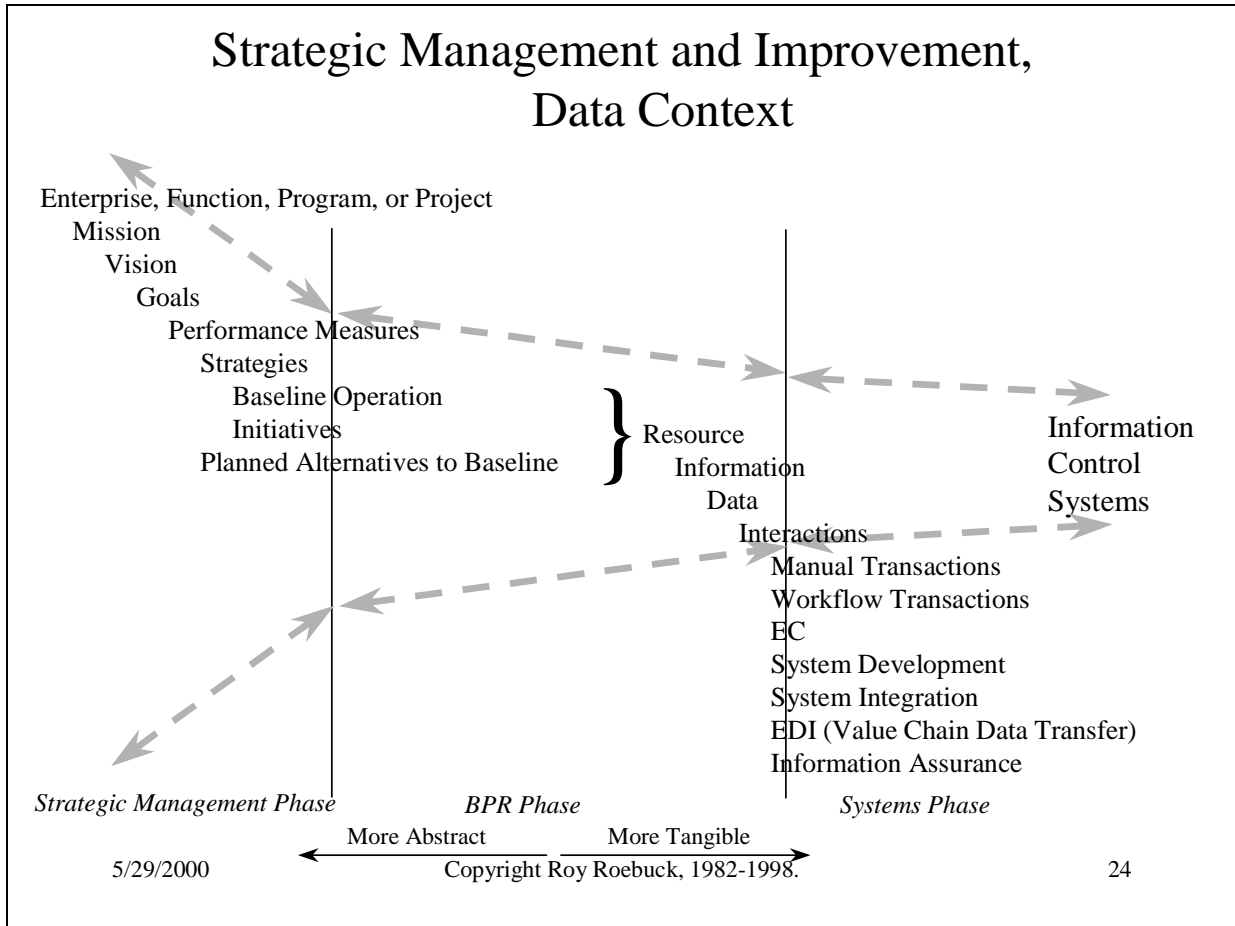 Strategic Management and Improvement,
Data Context
Enterprise, Function, Program, or Project
Mission
Vision
Goals
Performance Measures
Strategies
Baseline Operation
Initiatives
Planned Alternatives to Baseline
}
Resource
Information
Data
Interactions
Manual Transactions
Workflow Transactions
EC
System Development
System Integration
EDI (Value Chain Data Transfer)
Information Assurance
Information
Control
Systems
Strategic Management Phase
BPR Phase
Systems Phase
More Abstract
More Tangible
5/29/2000
Copyright Roy Roebuck, 1982-1998.
24